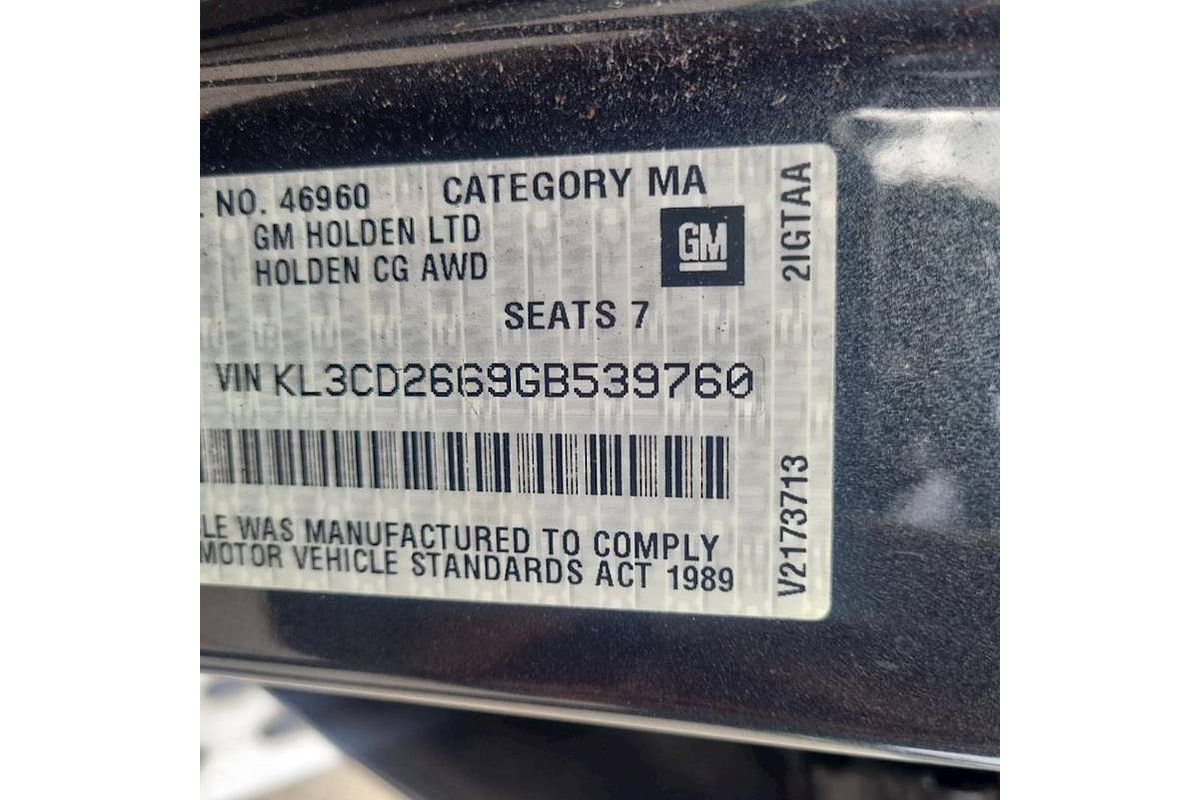 . NO. 46960 CATEGORY MA
GM HOLDEN LTD
HOLDEN CG AWD
GM
SEATS 7
VIN KL3CD2669GB539760
LE WAS MANUFACTURED TO COMPLY
MOTOR VEHICLE STANDARDS ACT 1989
2IGTAA
V2173713